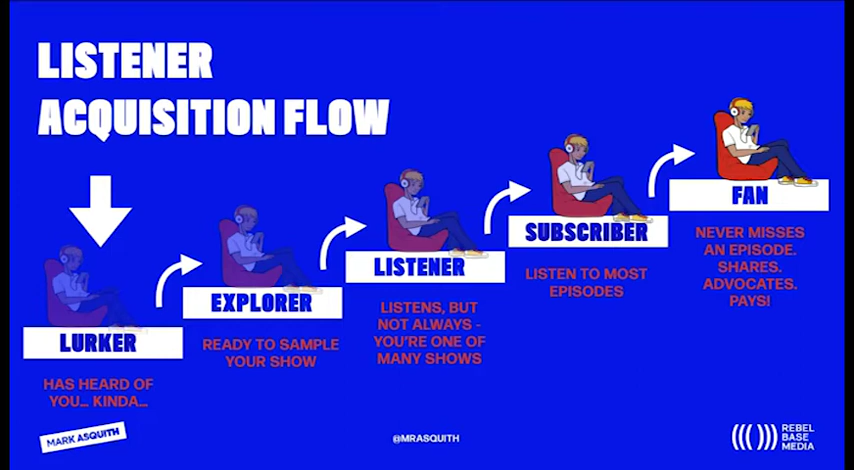 LISTENER
ACQUISITION FLOW
LURKER
HAS HEARD OF
YOU... KINDA...
EXPLORER
READY TO SAMPLE
YOUR SHOW
LISTENER
LISTENS, BUT
NOT ALWAYS -
YOU'RE ONE OF
MANY SHOWS
SUBSCRIBER
LISTEN TO MOST
EPISODES
FAN
NEVER MISSES
AN EPISODE.
SHARES.
ADVOCATES.
PAYS!
MARK ASQUITH
@MRASQUITH
REBEL
BASE
MEDIA